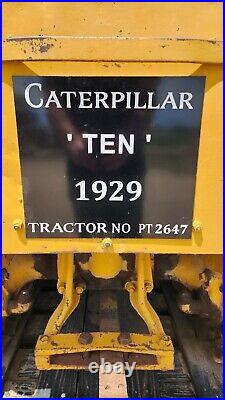 CATERPILLAR
' TEN '
1929
TRACTOR NO PT2647